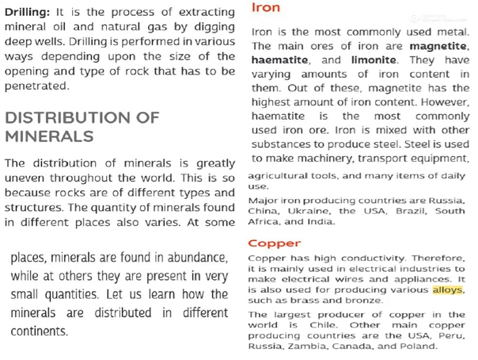 Drilling: It is the process of extracting
mineral oil and natural gas by digging
deep wells. Drilling is performed in various
ways depending upon the size of the
opening and type of rock that has to be
penetrated.
DISTRIBUTION OF
MINERALS
The distribution of minerals is greatly
uneven throughout the world. This is so
because rocks are of different types and
structures. The quantity of minerals found
in different places also varies. At some
places, minerals are found in abundance,
while at others they are present in very
small quantities. Let us learn how the
minerals are distributed in different
continents.
Iron
Iron is the most commonly used metal.
The main ores of iron are magnetite,
haematite, and limonite. They have
varying amounts of iron content in
them. Out of these, magnetite has the
highest amount of iron content. However,
haematite is the most commonly
used iron ore. Iron is mixed with other
substances to produce steel. Steel is used
to make machinery, transport equipment,
agricultural tools, and many items of daily
use.
Major iron producing countries are Russia,
China, Ukraine, the USA, Brazil, South
Africa, and India.
Copper
Copper has high conductivity. Therefore,
it is mainly used in electrical industries to
make electrical wires and appliances. It
is also used for producing various alloys,
such as brass and bronze.
The largest producer of copper in the
world is Chile. Other main copper
producing countries are the USA, Peru,
Russia, Zambia, Canada, and Poland.